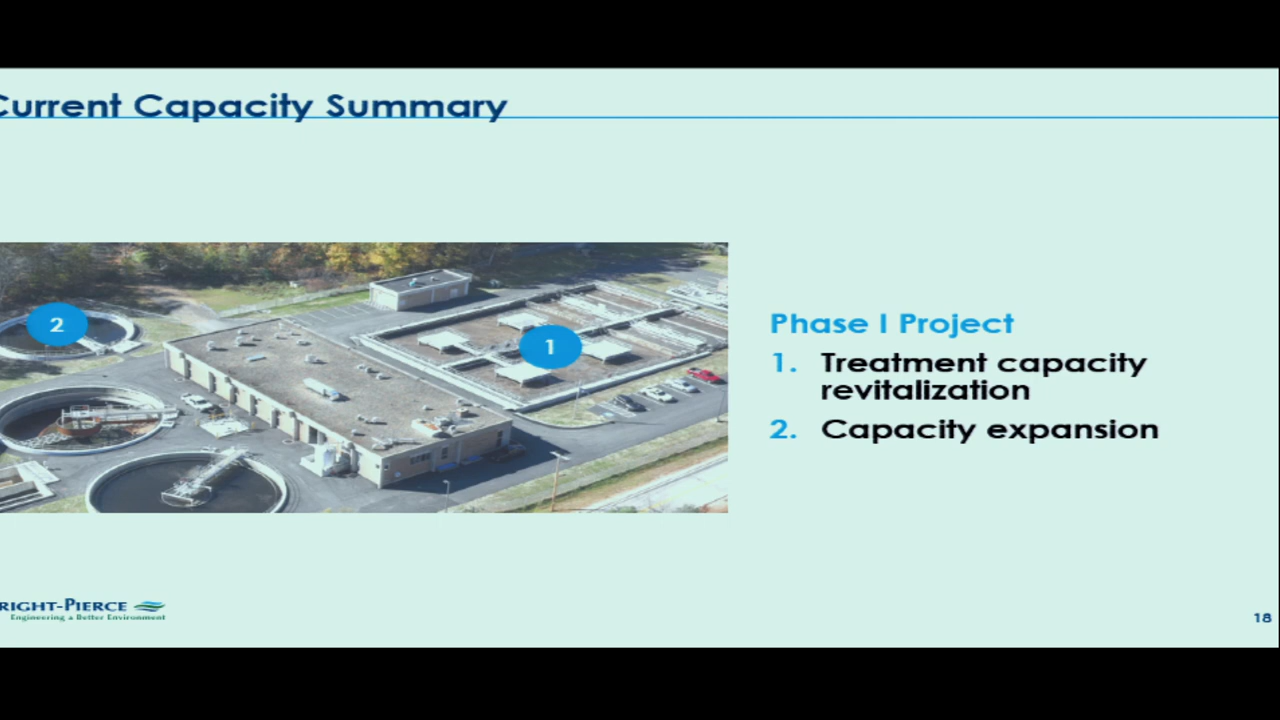 Current Capacity Summary
2
1
Phase I Project
1. Treatment capacity
revitalization
2. Capacity expansion
RIGHT-PIERCE
Engineering a Better Environment
18